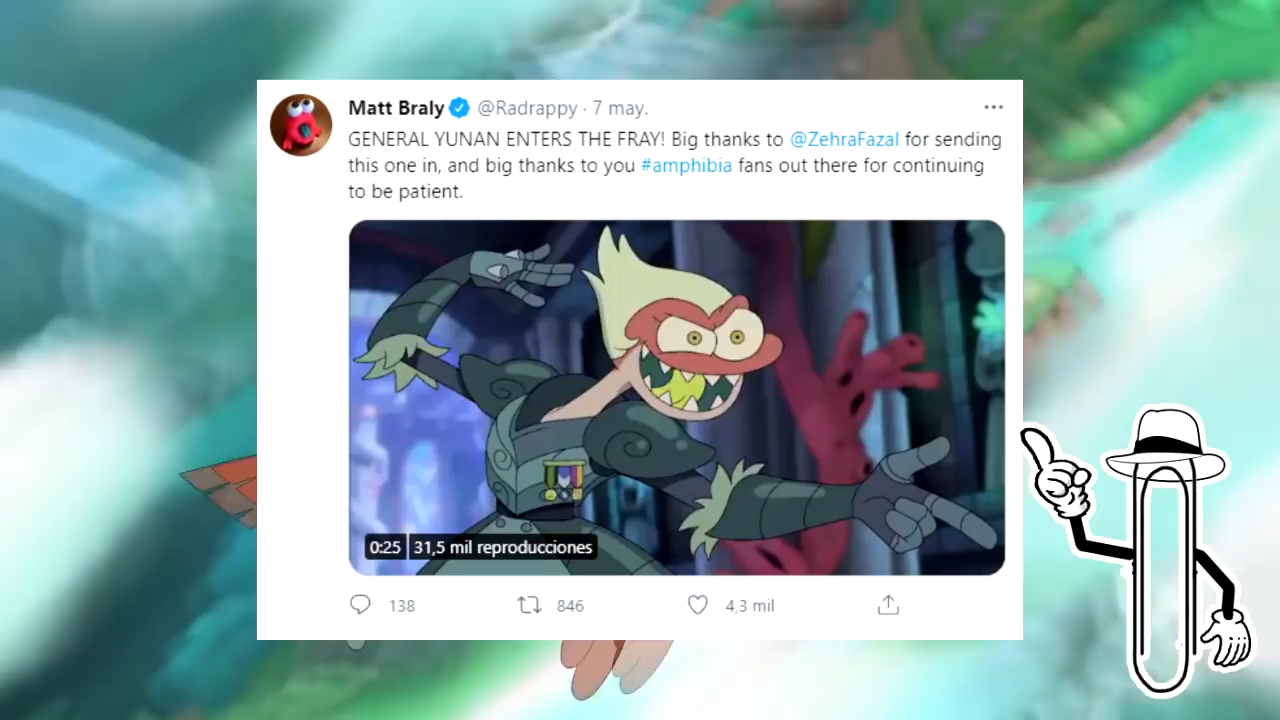 Matt Braly @Radrappy · 7 may.
GENERAL YUNAN ENTERS THE FRAY! Big thanks to @ZehraFazal for sending
this one in, and big thanks to you #amphibia fans out there for continuing
to be patient.
0:25 31,5 mil reproducciones
138 846 4,3 mil